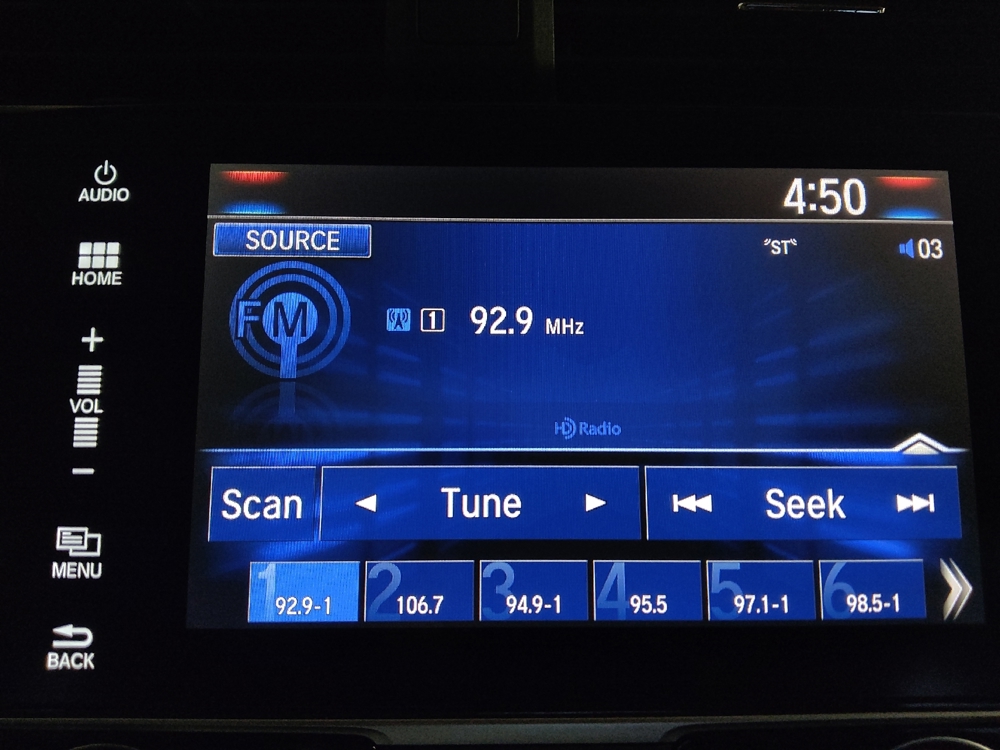 AUDIO
HOME
+
VOL
−
MENU
BACK
4:50
SOURCE
"ST"
03
FM
1 92.9 MHz
HD Radio
Scan Tune Seek
1 92.9-1
2 106.7
3 94.9-1
4 95.5
5 97.1-1
6 98.5-1